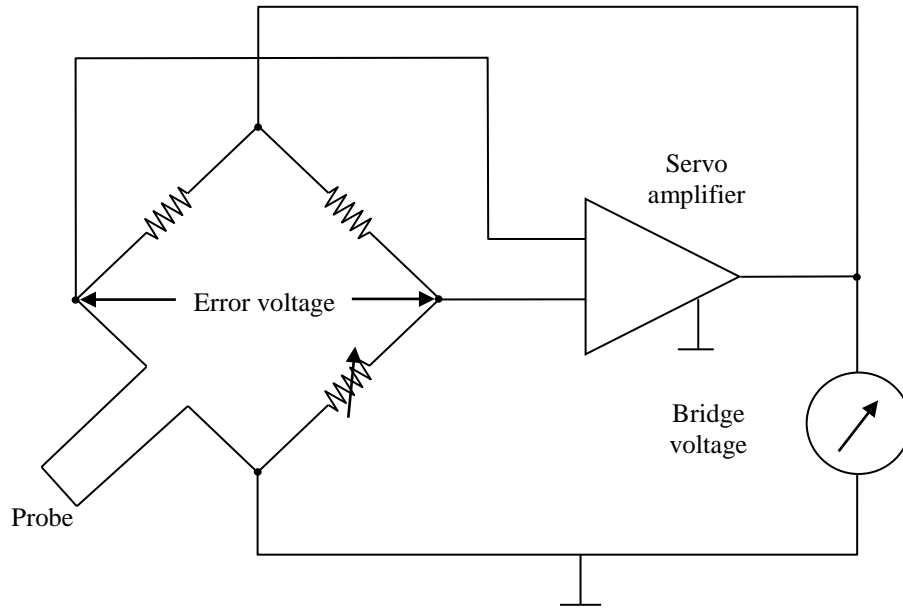 Servo
amplifier
Error voltage
Bridge
voltage
Probe